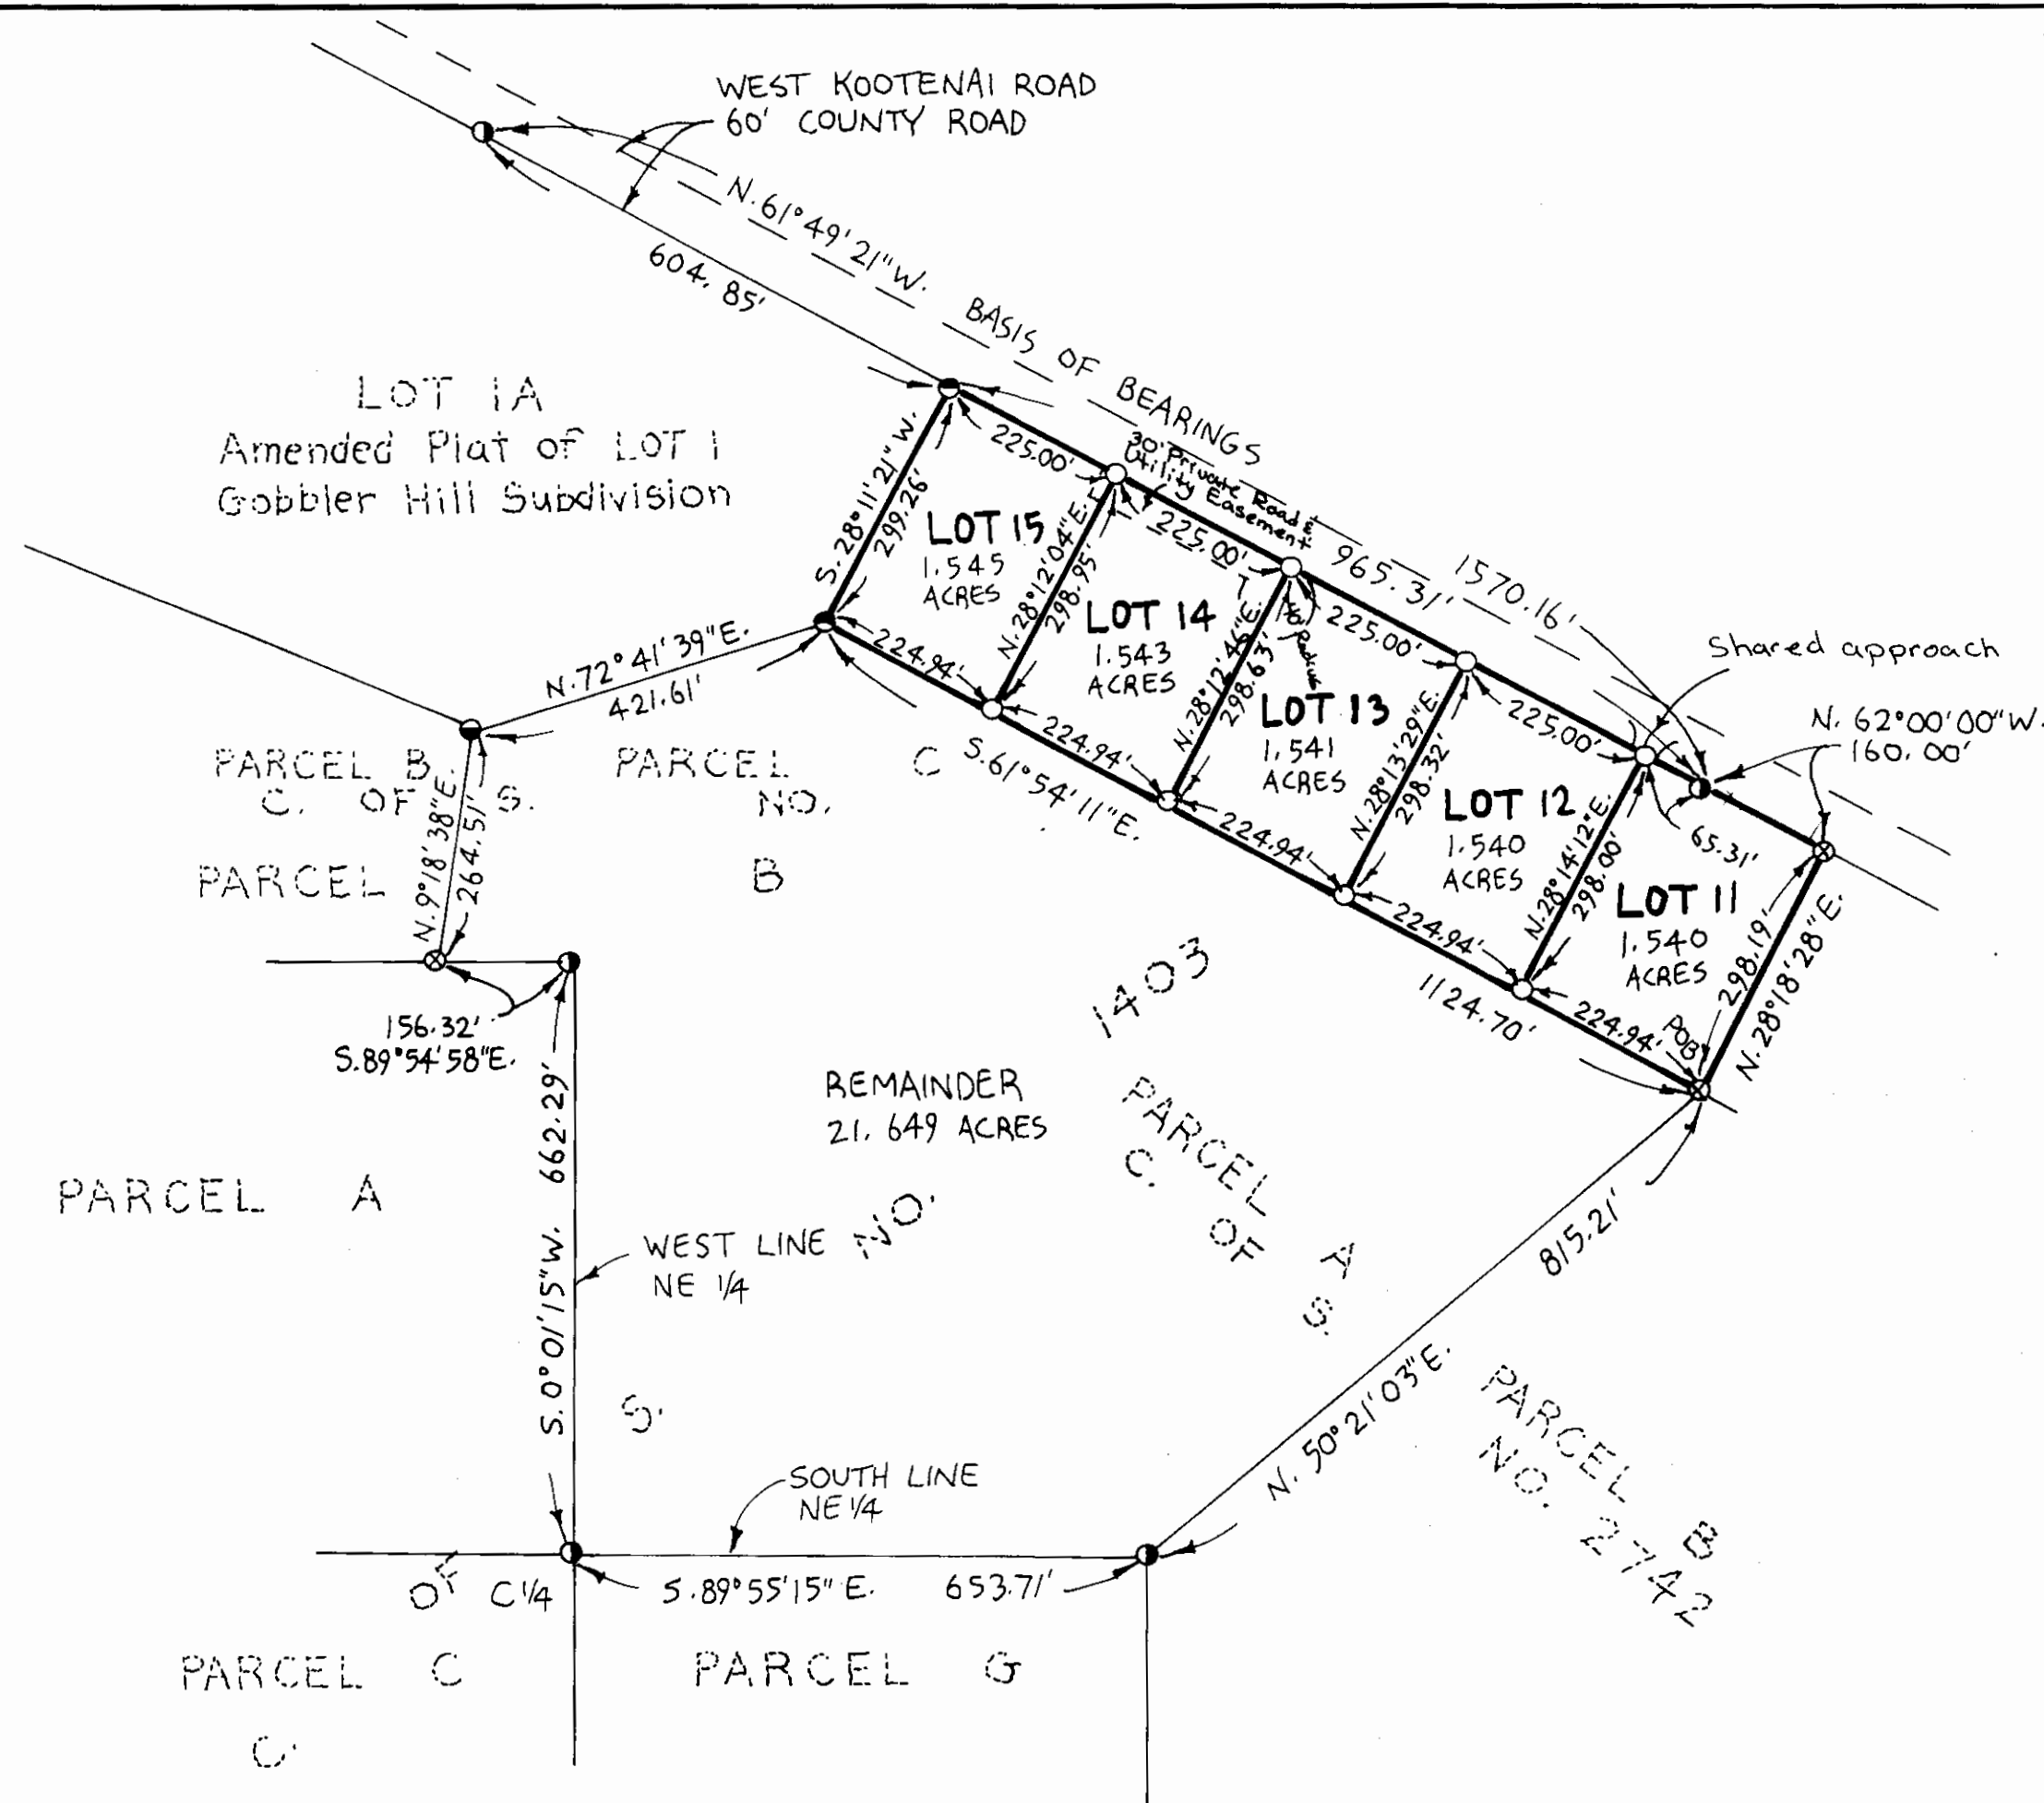 WEST KOOTENAI ROAD
60' COUNTY ROAD
N.61°49'21"W. BASIS OF BEARINGS
604.85'
LOT 1A
Amended Plat of LOT 1
Gobbler Hill Subdivision
30' Private Road &
Utility Easement
965.31'
1570.16'
Shared approach
N. 62°00'00"W.
160.00'
S.28°11'21"W.
299.26'
225.00'
LOT 15
1.545
ACRES
N.28°12'04"E.
298.95'
225.00'
LOT 14
1.543
ACRES
N.28°12'46"E.
298.63'
Radius
225.00'
LOT 13
1.541
ACRES
N.28°13'29"E.
298.32'
225.00'
LOT 12
1.540
ACRES
N.28°14'12"E.
298.00'
65.31'
LOT 11
1.540
ACRES
298.19'
N.28°18'28"E.
224.94'
224.94'
224.94'
224.94'
224.94'
POB
S.61°54'11"E.
1124.70'
N.72°41'39"E.
421.61'
PARCEL B
C. OF S.
PARCEL
NO.
C
N.9°18'38"E.
264.51'
PARCEL
B
1403
156.32'
S.89°54'58"E.
REMAINDER
21.649 ACRES
PARCEL A
C. OF S.
PARCEL A
S.0°01'15"W. 662.29'
WEST LINE
NE 1/4
NO.
S.
815.21'
N. 50°21'03"E.
PARCEL B
NO. 2742
SOUTH LINE
NE 1/4
OF
C 1/4
S.89°55'15"E. 653.71'
PARCEL C
PARCEL G
C.